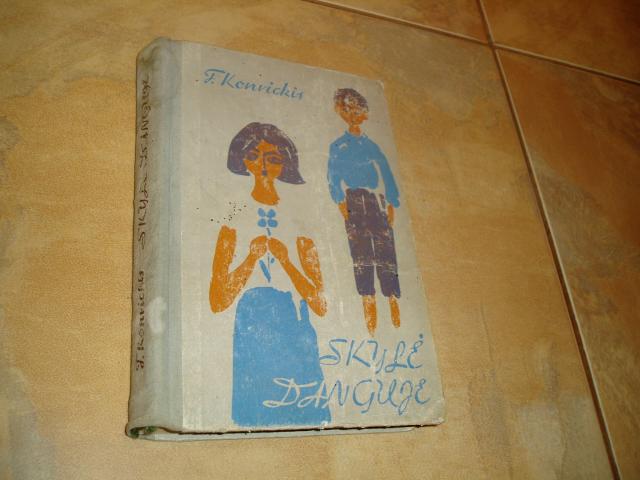 T. Konvickis
SKYLĖ
DANGUJE
T. Konvickis SKYLĖ DANGUJE